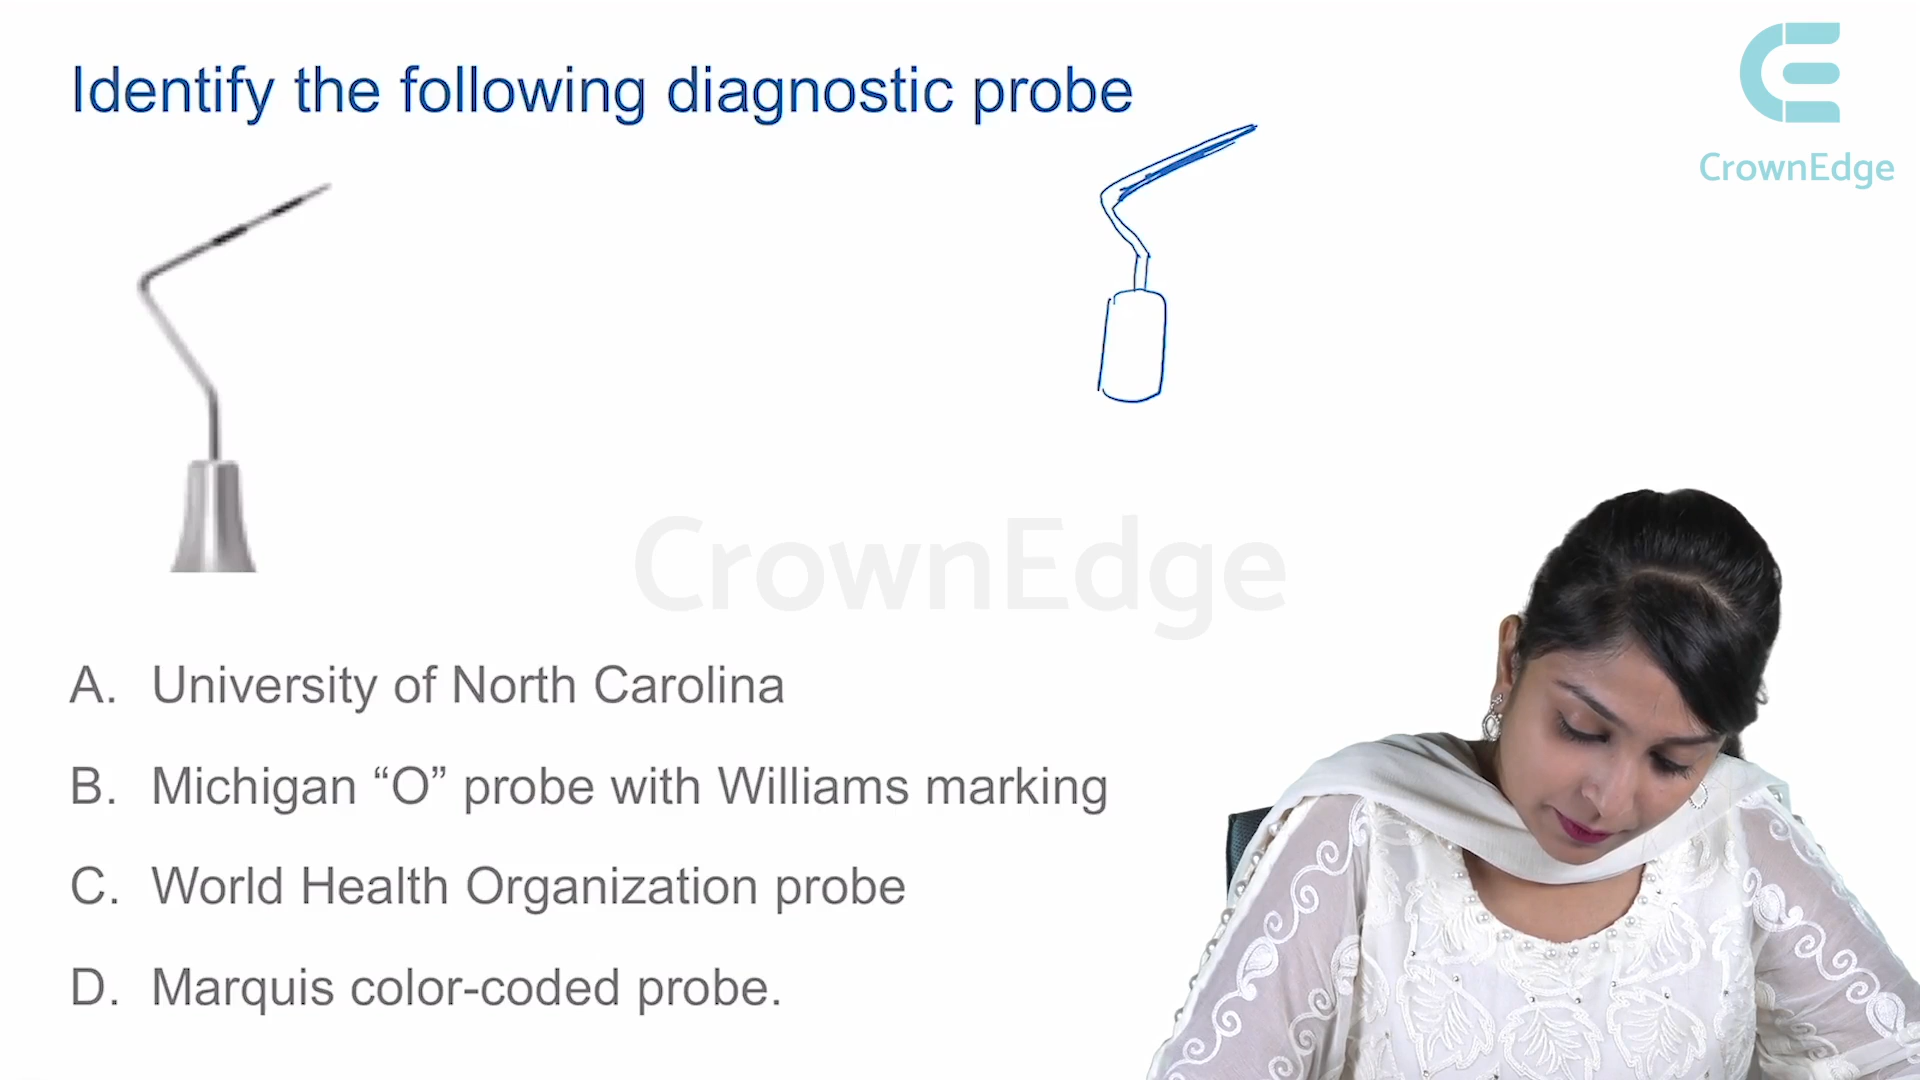 Identify the following diagnostic probe
CrownEdge
CrownEdge
A. University of North Carolina
B. Michigan “O” probe with Williams marking
C. World Health Organization probe
D. Marquis color-coded probe.